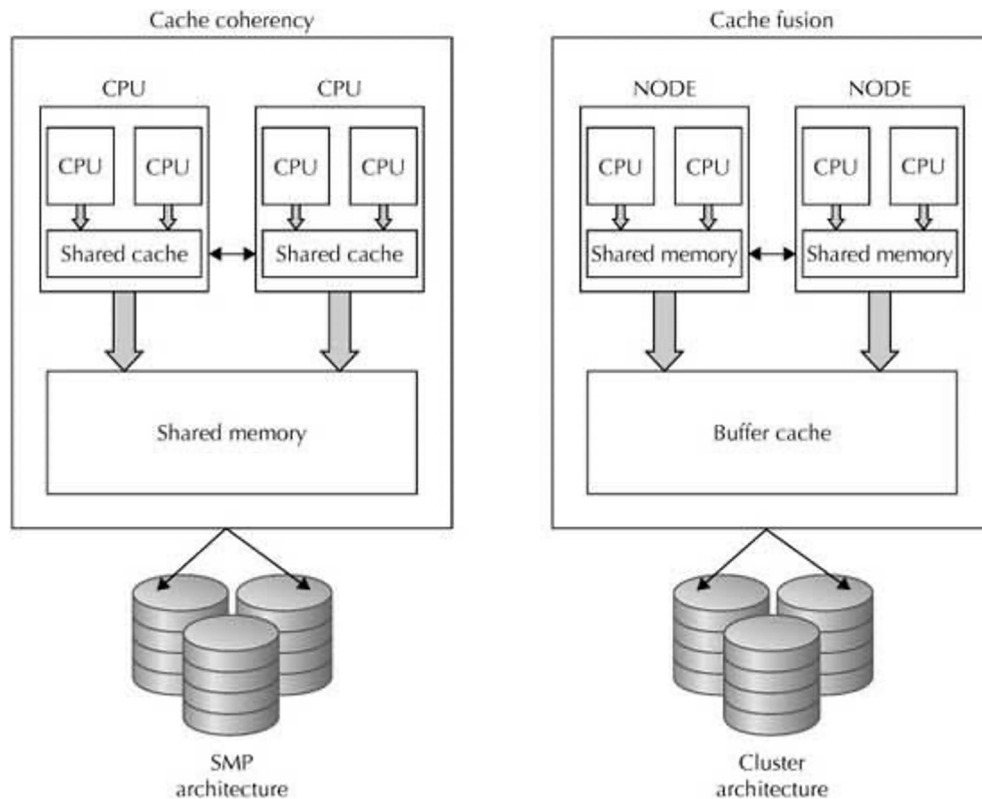 Cache coherency
CPU CPU
CPU CPU CPU CPU
Shared cache Shared cache
Shared memory
SMP
architecture
Cache fusion
NODE NODE
CPU CPU CPU CPU
Shared memory Shared memory
Buffer cache
Cluster
architecture